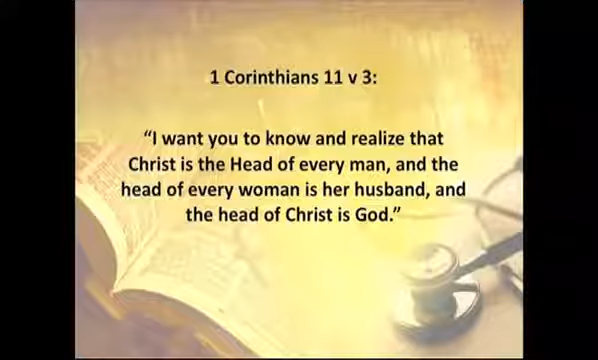 1 Corinthians 11 v 3:
“I want you to know and realize that
Christ is the Head of every man, and the
head of every woman is her husband, and
the head of Christ is God.”